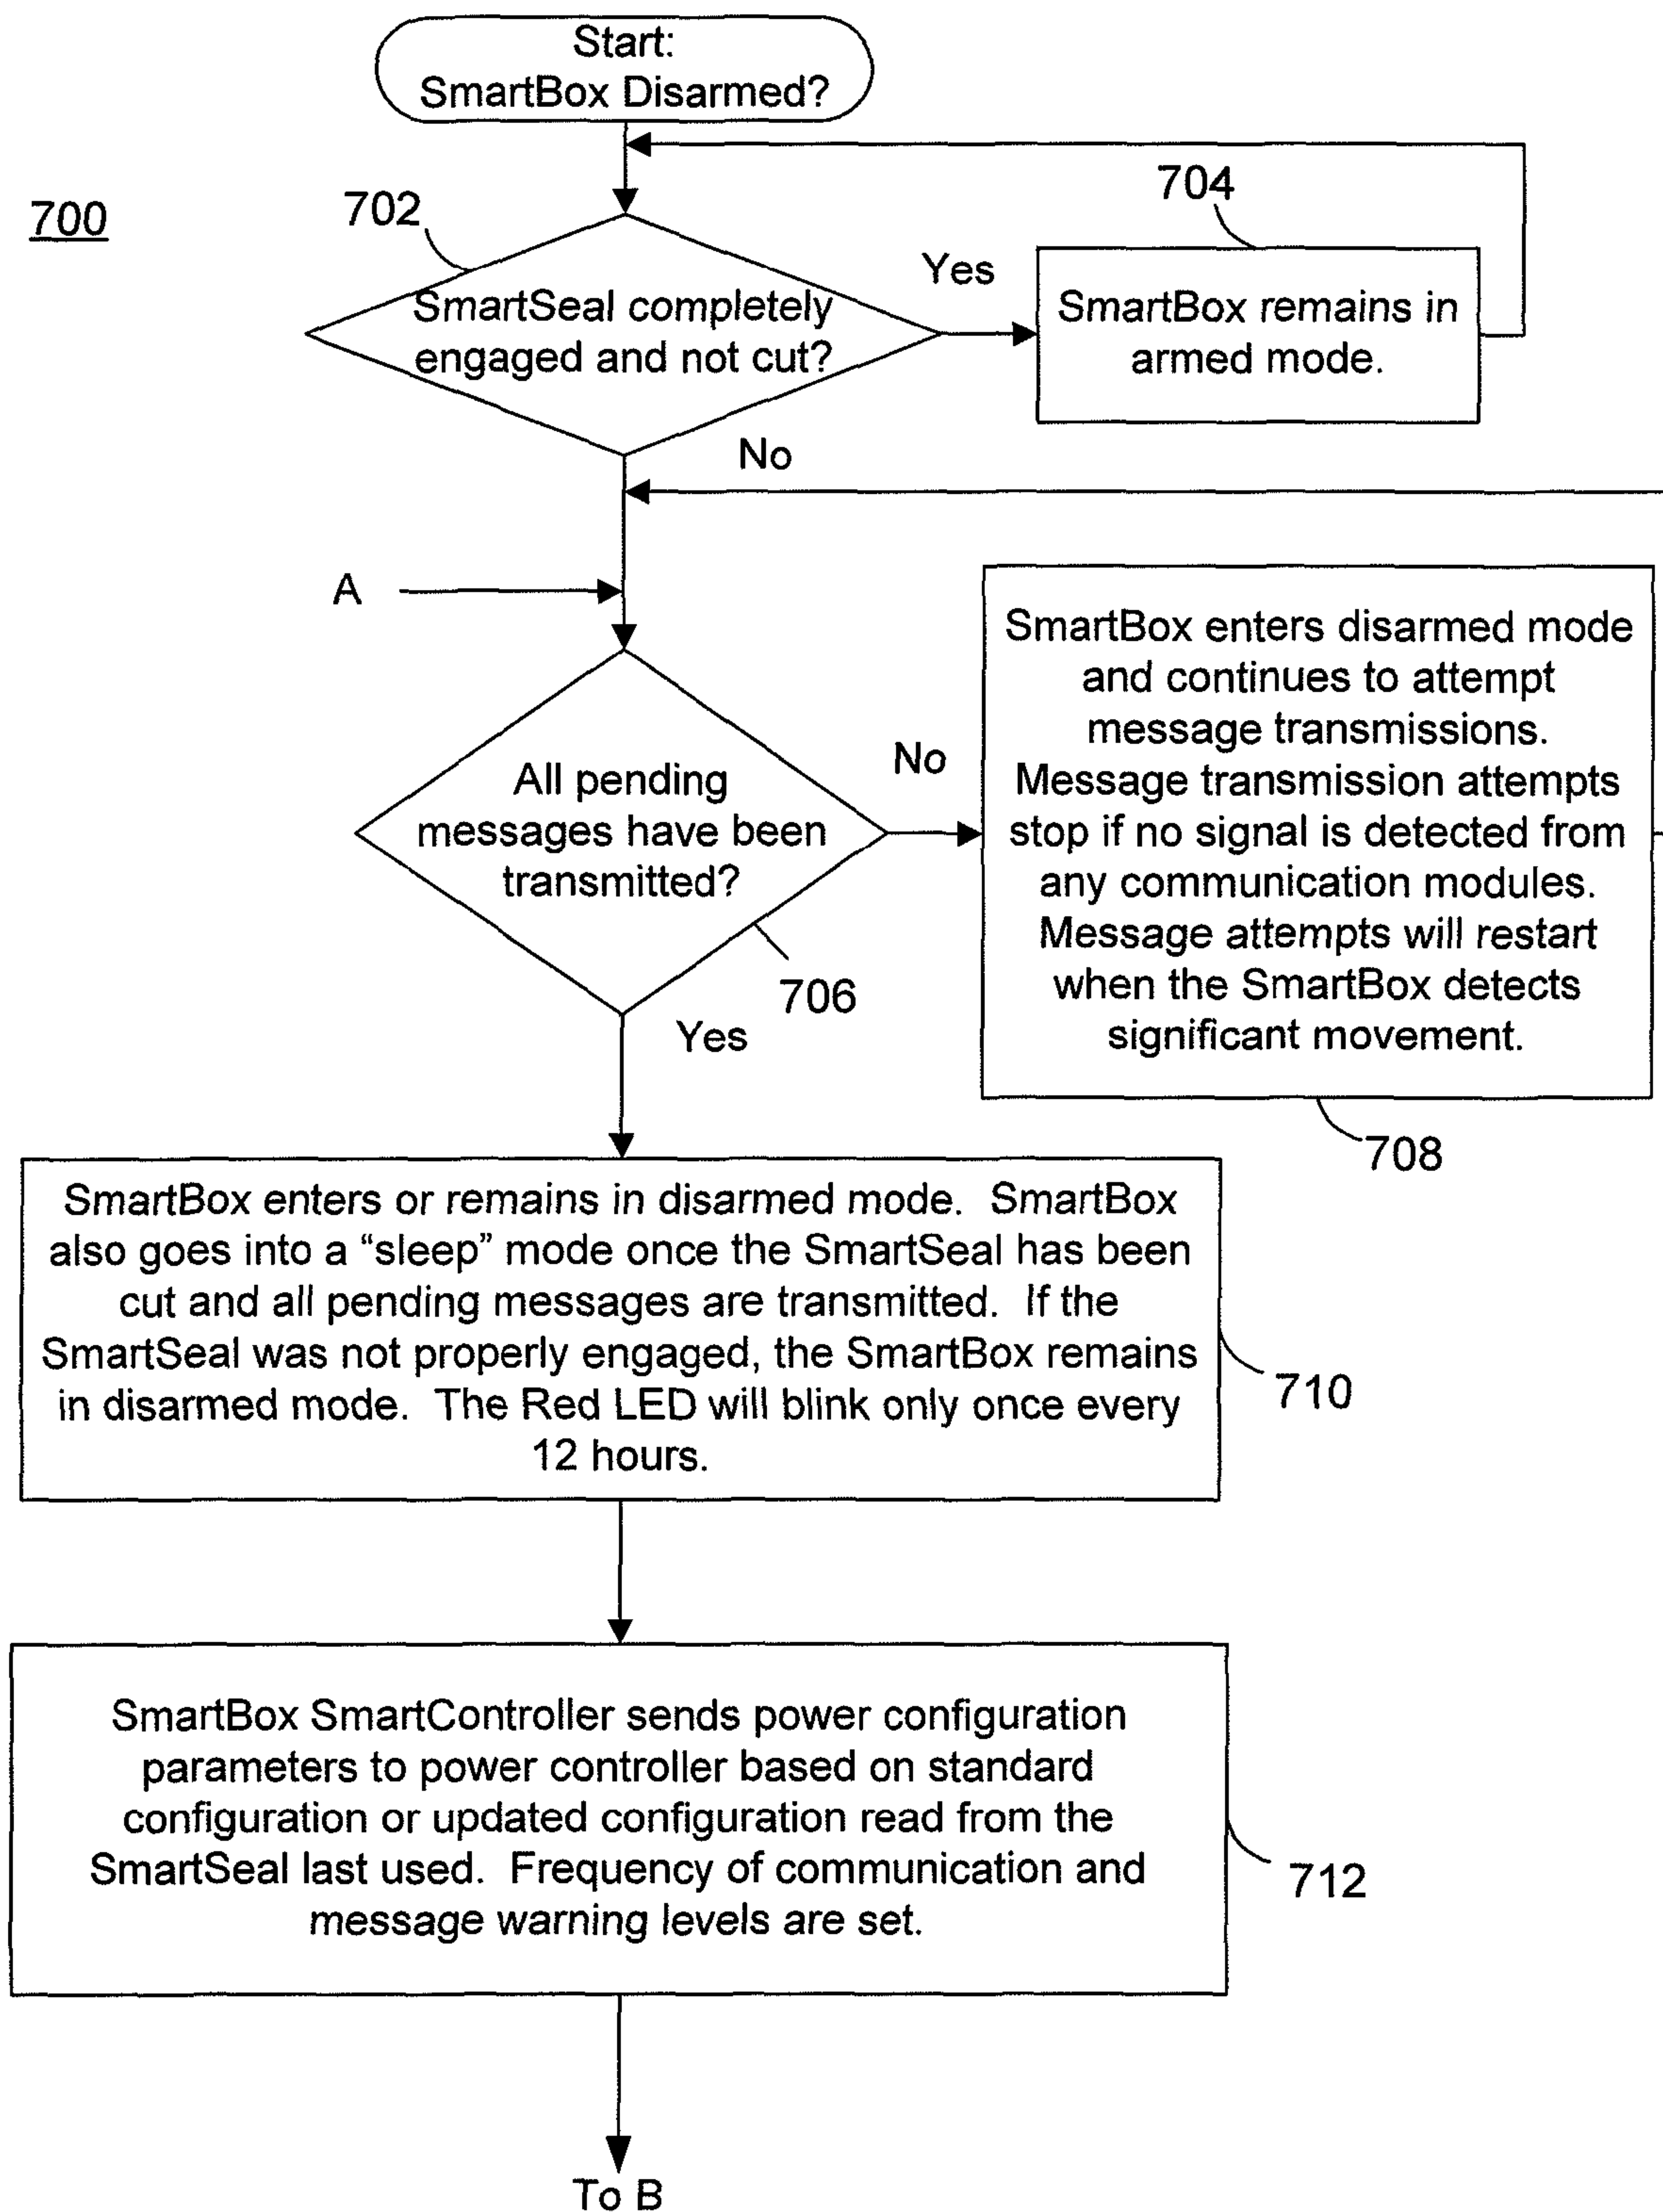 Start:
SmartBox Disarmed?
700
702
704
SmartSeal completely
engaged and not cut?
Yes
SmartBox remains in
armed mode.
No
A
All pending
messages have been
transmitted?
706
No
SmartBox enters disarmed mode
and continues to attempt
message transmissions.
Message transmission attempts
stop if no signal is detected from
any communication modules.
Message attempts will restart
when the SmartBox detects
significant movement.
708
Yes
SmartBox enters or remains in disarmed mode.  SmartBox
also goes into a “sleep” mode once the SmartSeal has been
cut and all pending messages are transmitted.  If the
SmartSeal was not properly engaged, the SmartBox remains
in disarmed mode.  The Red LED will blink only once every
12 hours.
710
SmartBox SmartController sends power configuration
parameters to power controller based on standard
configuration or updated configuration read from the
SmartSeal last used.  Frequency of communication and
message warning levels are set.
712
To B